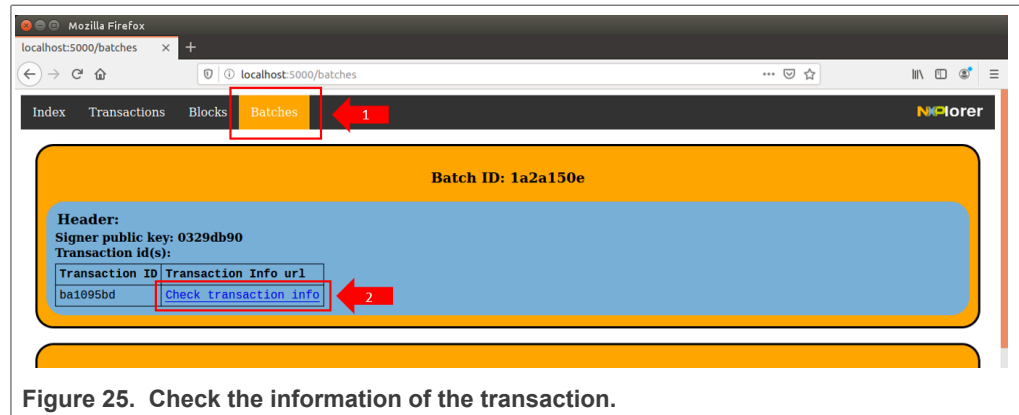 Mozilla Firefox
localhost:5000/batches × +
localhost:5000/batches
Index Transactions Blocks Batches 1 NXPlorer
Batch ID: 1a2a150e
Header:
Signer public key: 0329db90
Transaction id(s):
Transaction ID Transaction Info url
ba1095bd Check transaction info 2
Figure 25. Check the information of the transaction.